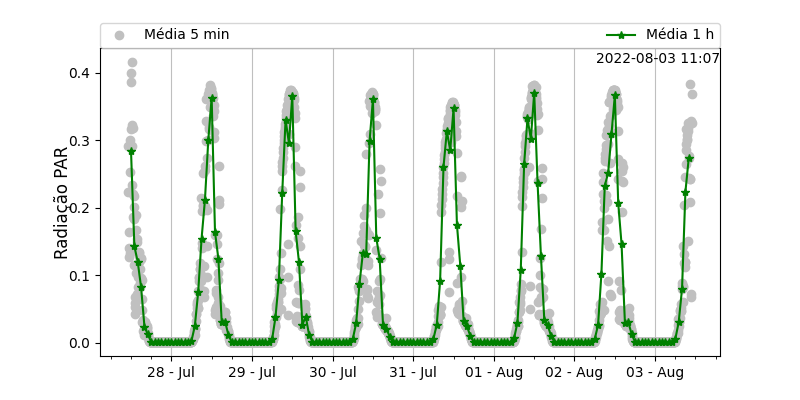 Média 5 min
Média 1 h
2022-08-03 11:07
Radiação PAR
0.4
0.3
0.2
0.1
0.0
28 - Jul
29 - Jul
30 - Jul
31 - Jul
01 - Aug
02 - Aug
03 - Aug